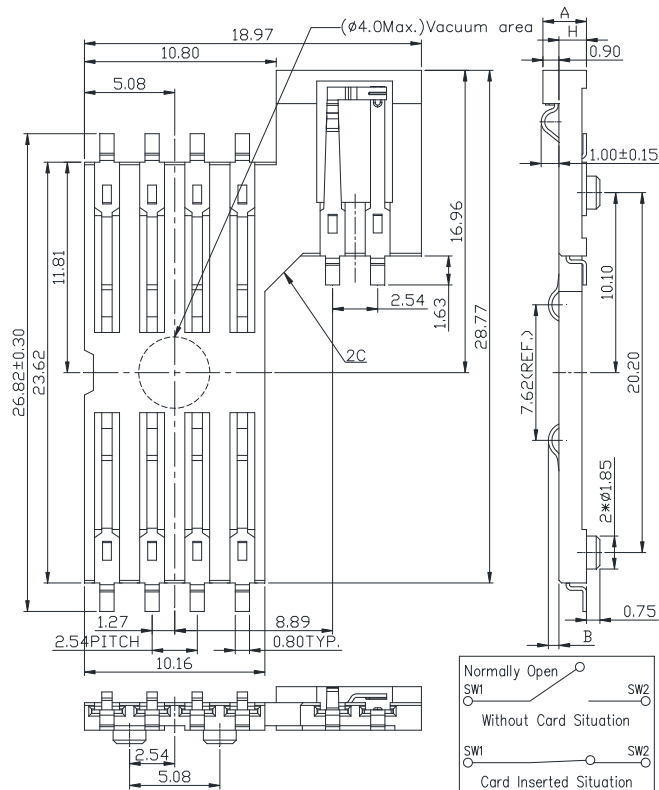 (ø4.0Max.)Vacuum area
18.97
10.80
5.08
A
H
0.90
1.00±0.15
11.81
16.96
2.54
1.63
26.82±0.30
23.62
28.77
2C
7.62(REF.)
10.10
20.20
2*ø1.85
1.27
8.89
2.54PITCH
0.80TYP.
10.16
0.75
B
2.54
5.08
Normally Open
SW1
SW2
Without Card Situation
SW1
SW2
Card Inserted Situation